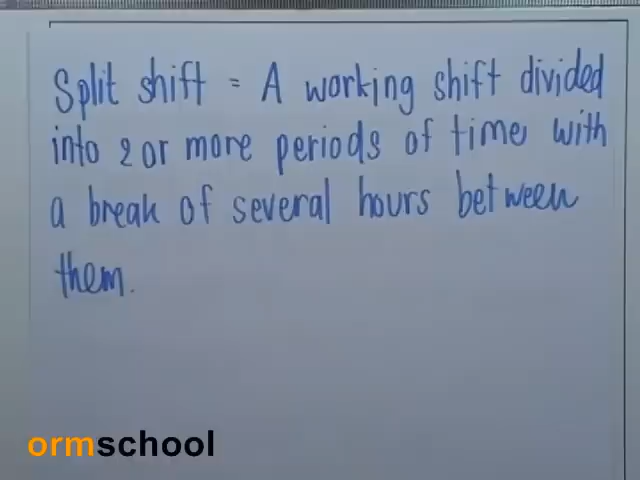 Split shift = A working shift divided
into 2 or more periods of time with
a break of several hours between
them.
ormschool